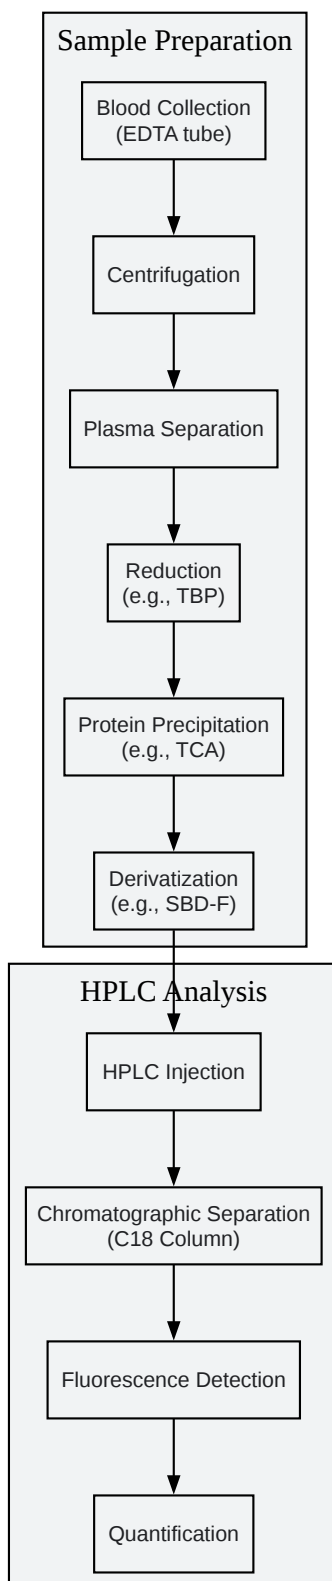 Sample Preparation
Blood Collection
(EDTA tube)
Centrifugation
Plasma Separation
Reduction
(e.g., TBP)
Protein Precipitation
(e.g., TCA)
Derivatization
(e.g., SBD-F)
HPLC Analysis
HPLC Injection
Chromatographic Separation
(C18 Column)
Fluorescence Detection
Quantification